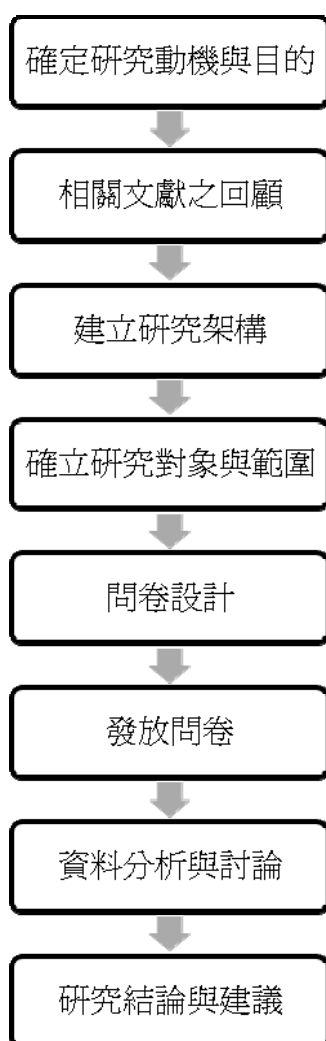 確定研究動機與目的
相關文獻之回顧
建立研究架構
確立研究對象與範圍
問卷設計
發放問卷
資料分析與討論
研究結論與建議